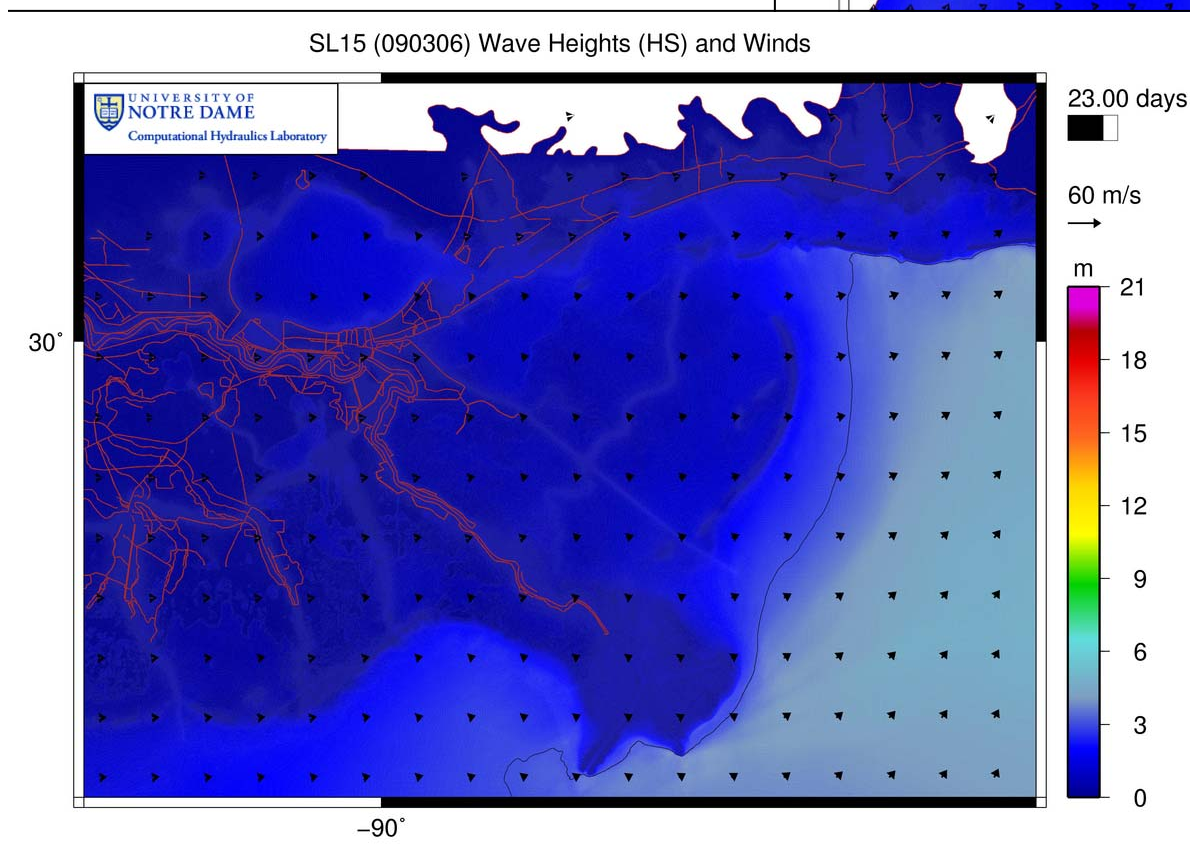 SL15 (090306) Wave Heights (HS) and Winds
UNIVERSITY OF
NOTRE DAME
Computational Hydraulics Laboratory
23.00 days
60 m/s
m
21
18
15
12
9
6
3
0
30°
−90°